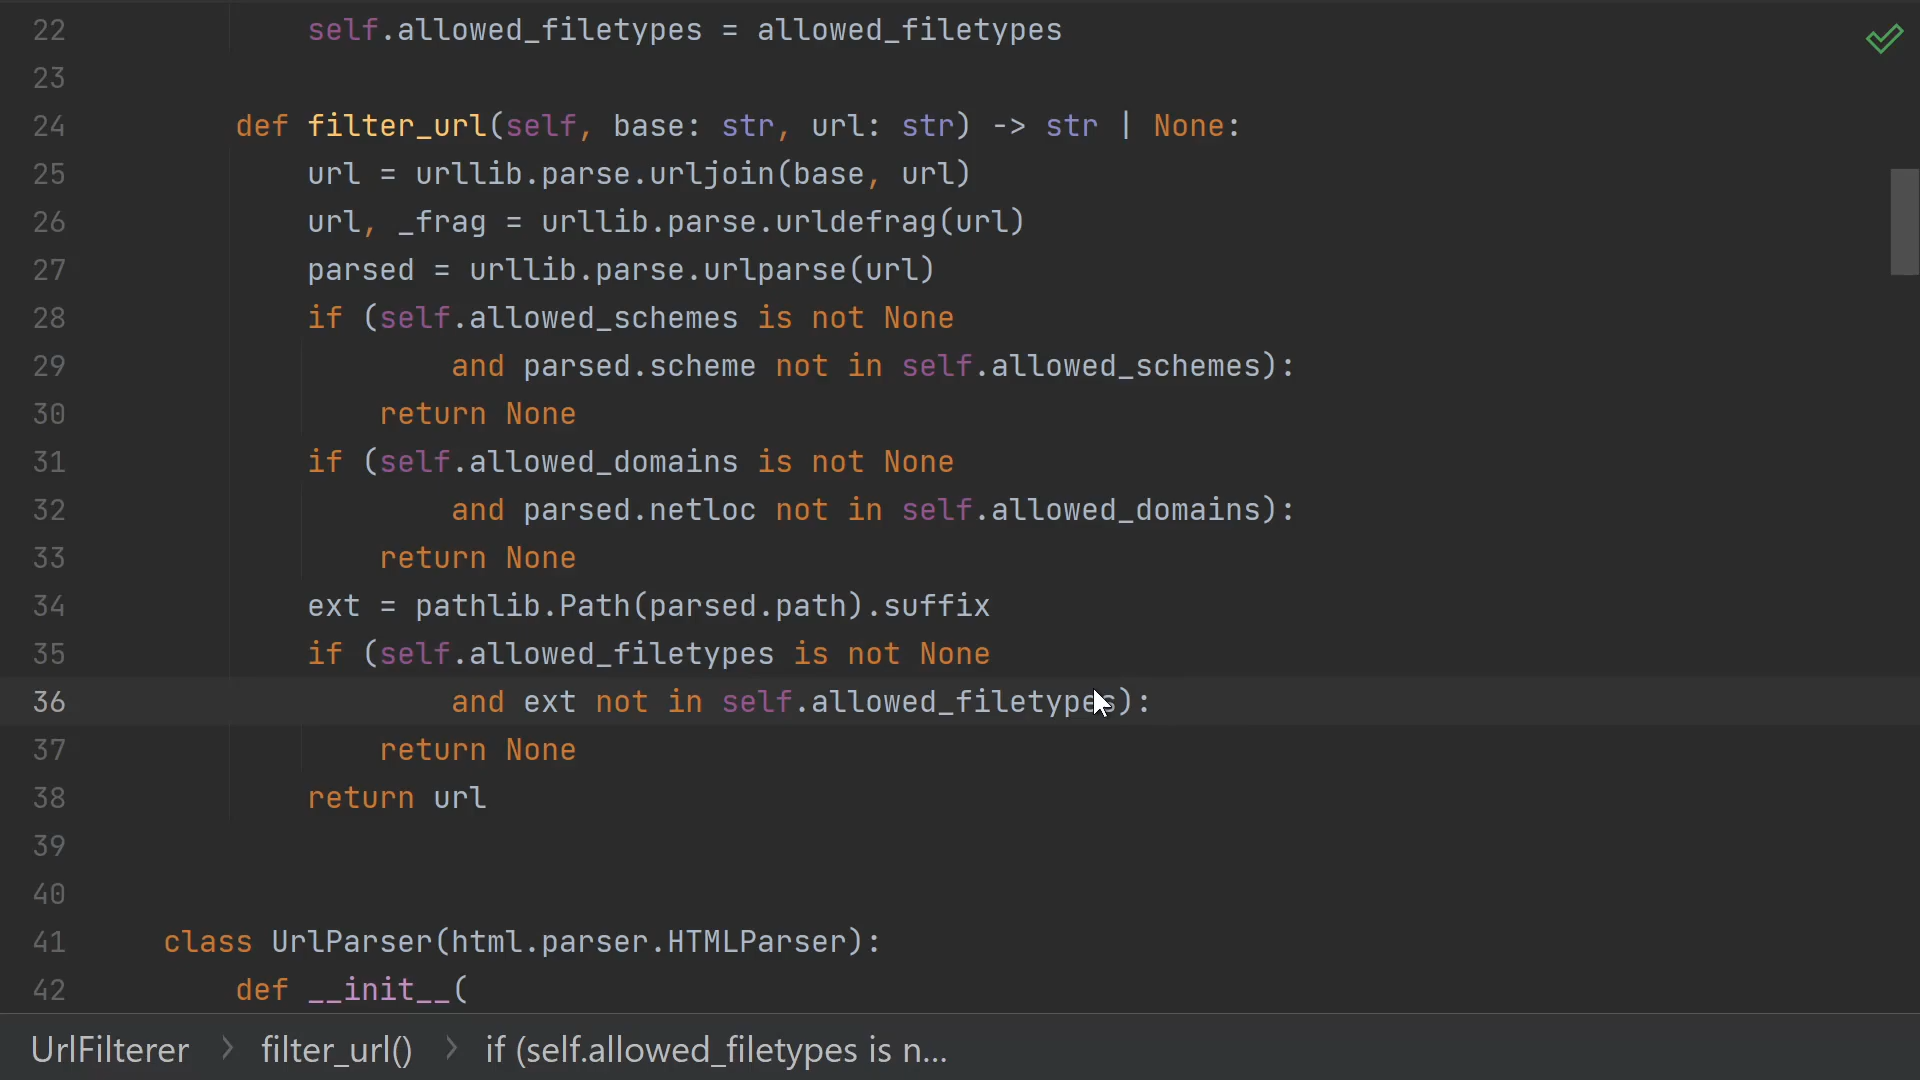 22 self.allowed_filetypes = allowed_filetypes
23
24 def filter_url(self, base: str, url: str) -> str | None:
25 url = urllib.parse.urljoin(base, url)
26 url, _frag = urllib.parse.urldefrag(url)
27 parsed = urllib.parse.urlparse(url)
28 if (self.allowed_schemes is not None
29 and parsed.scheme not in self.allowed_schemes):
30 return None
31 if (self.allowed_domains is not None
32 and parsed.netloc not in self.allowed_domains):
33 return None
34 ext = pathlib.Path(parsed.path).suffix
35 if (self.allowed_filetypes is not None
36 and ext not in self.allowed_filetypes):
37 return None
38 return url
39
40
41 class UrlParser(html.parser.HTMLParser):
42 def __init__(
UrlFilterer > filter_url() > if (self.allowed_filetypes is n...